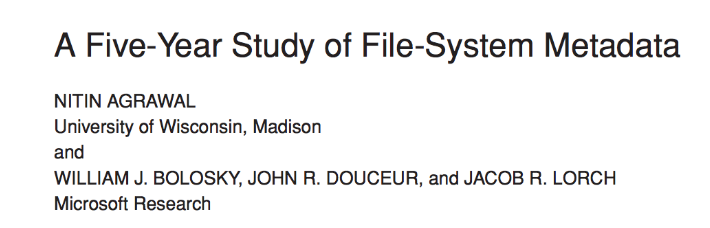 A Five-Year Study of File-System Metadata
NITIN AGRAWAL
University of Wisconsin, Madison
and
WILLIAM J. BOLOSKY, JOHN R. DOUCEUR, and JACOB R. LORCH
Microsoft Research